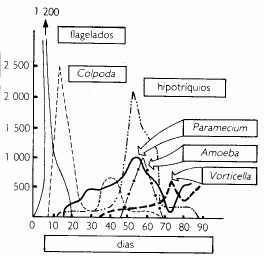 1 200
flagelados
Colpoda
hipotríquios
Paramecium
Amoeba
Vorticella
2 500
2 000
1 500
1 000
500
0 10 20 30 40 50 60 70 80 90
dias